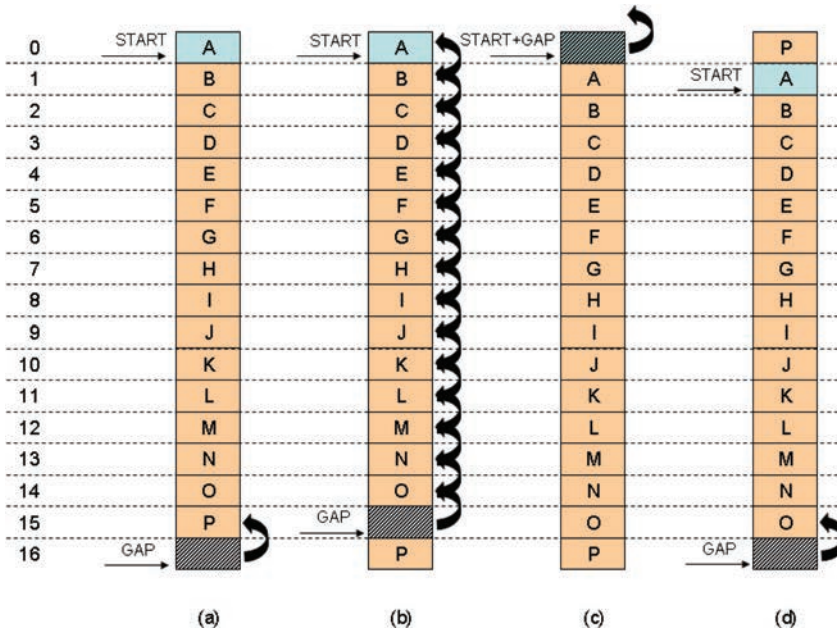 0 START A START A START+GAP P
1 B B A START A
2 C C B B
3 D D C C
4 E E D D
5 F F E E
6 G G F F
7 H H G G
8 I I H H
9 J J I I
10 K K J J
11 L L K K
12 M M L L
13 N N M M
14 O O N N
15 P GAP O O
16 GAP P P GAP
(a) (b) (c) (d)